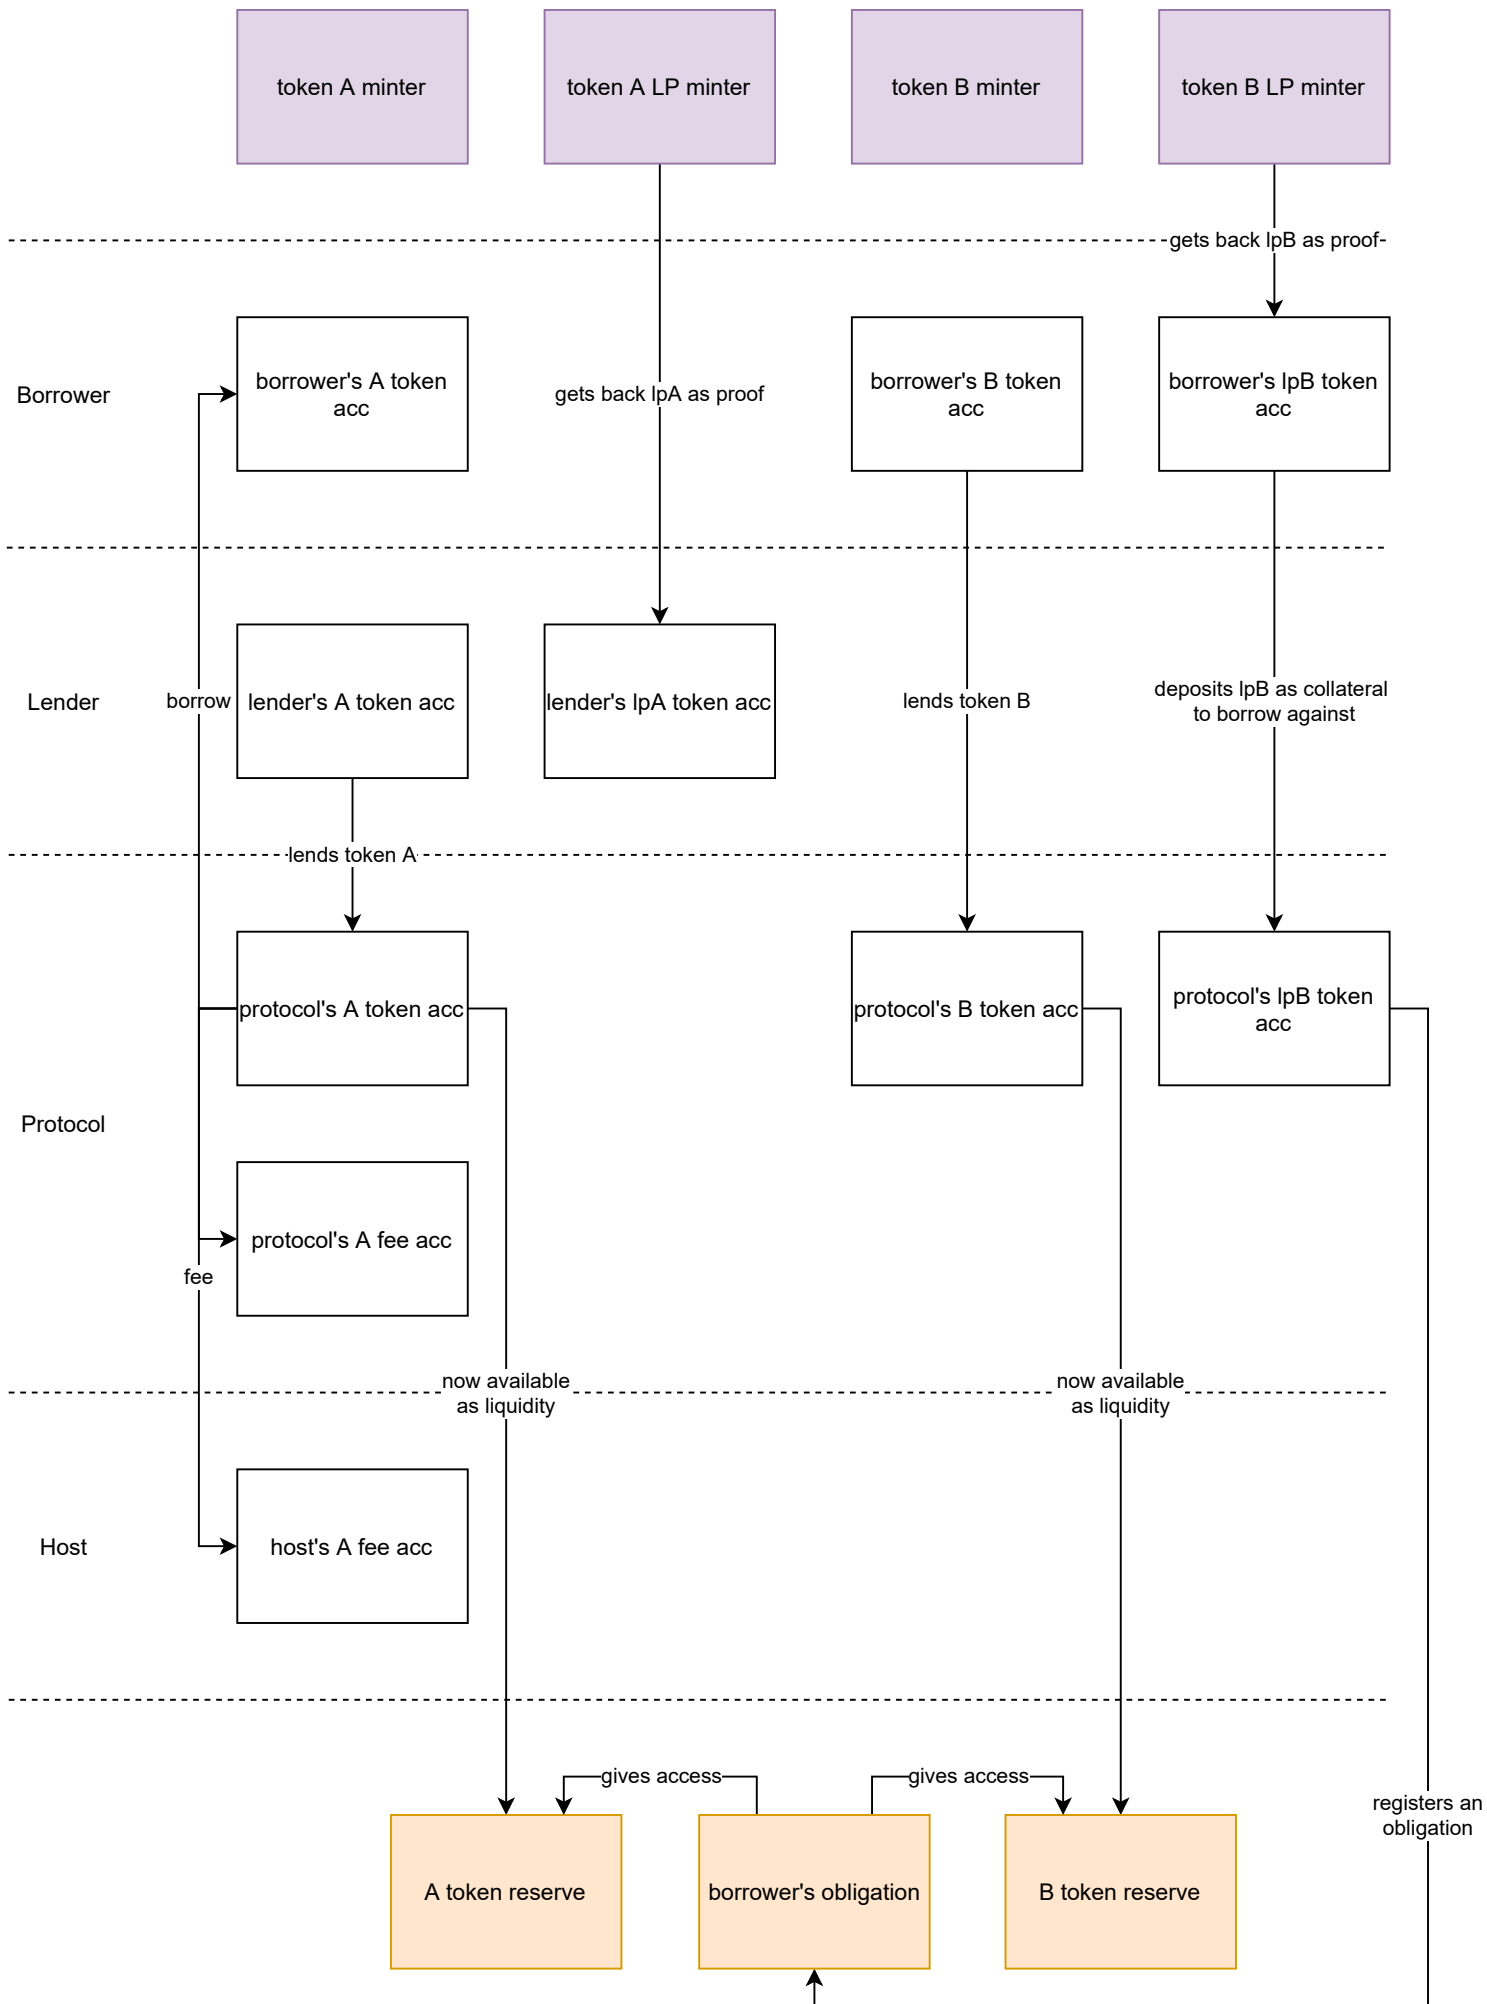 token A minter
token A LP minter
token B minter
token B LP minter
gets back lpB as proof
Borrower
borrower's A token
acc
gets back lpA as proof
borrower's B token
acc
borrower's lpB token
acc
Lender
borrow
lender's A token acc
lender's lpA token acc
lends token B
deposits lpB as collateral
to borrow against
lends token A
protocol's A token acc
protocol's B token acc
protocol's lpB token
acc
Protocol
protocol's A fee acc
fee
now available
as liquidity
now available
as liquidity
Host
host's A fee acc
gives access
gives access
registers an
obligation
A token reserve
borrower's obligation
B token reserve